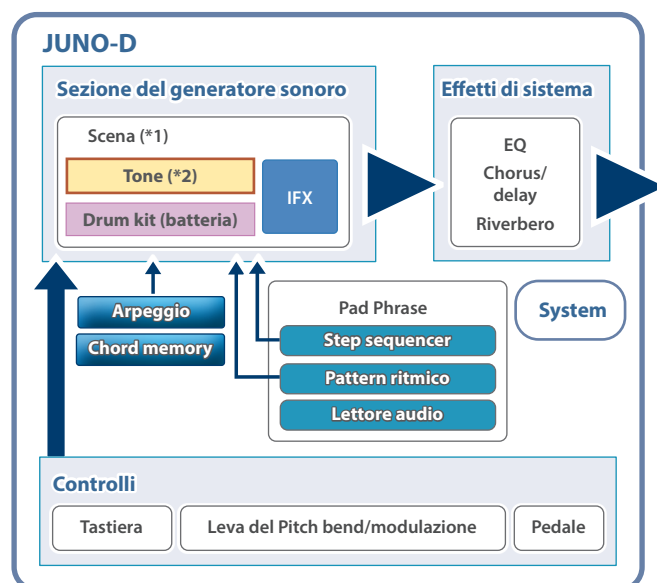 JUNO-D
Sezione del generatore sonoro
Scena (*1)
Tone (*2)
Drum kit (batteria)
IFX
Effetti di sistema
EQ
Chorus/
delay
Riverbero
Arpeggio
Chord memory
Pad Phrase
Step sequencer
Pattern ritmico
Lettore audio
System
Controlli
Tastiera
Leva del Pitch bend/modulazione
Pedale